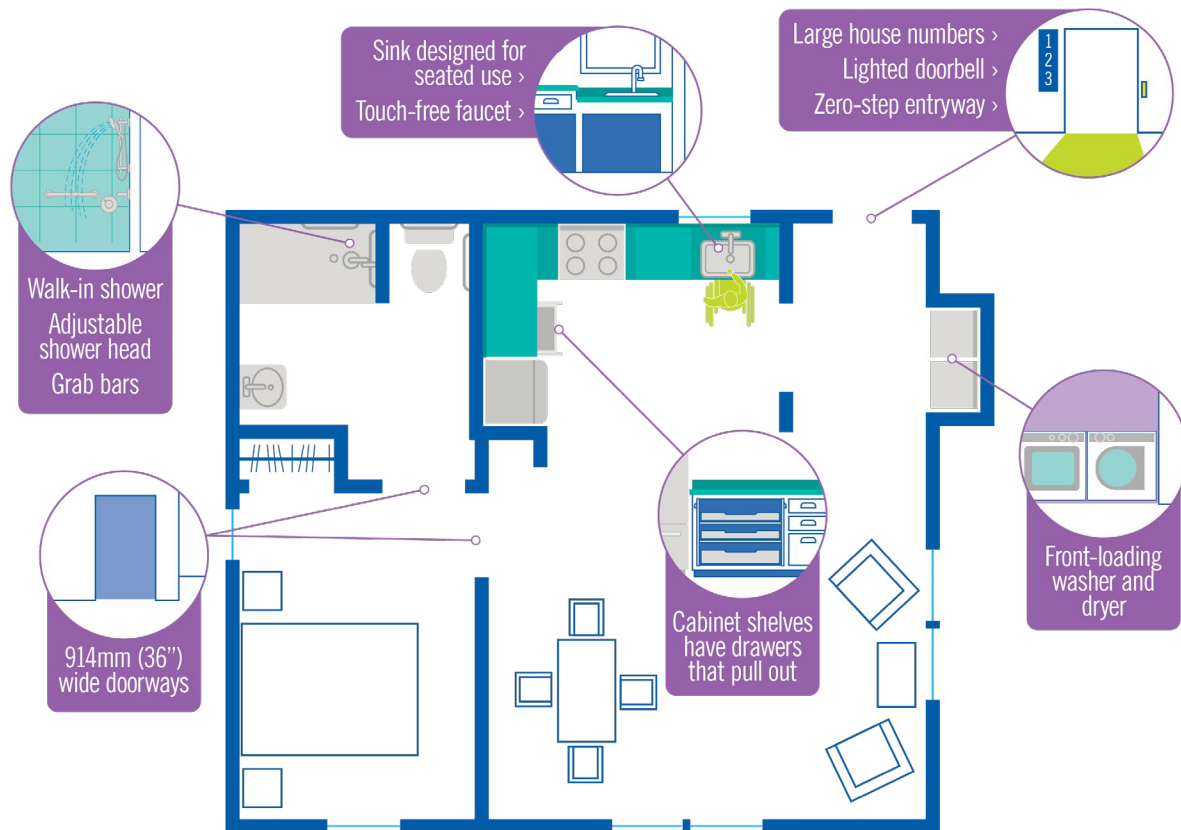 Sink designed for
seated use ›
Touch-free faucet ›
Large house numbers ›
Lighted doorbell ›
Zero-step entryway ›
1
2
3
Walk-in shower
Adjustable
shower head
Grab bars
914mm (36”)
wide doorways
Cabinet shelves
have drawers
that pull out
Front-loading
washer and
dryer